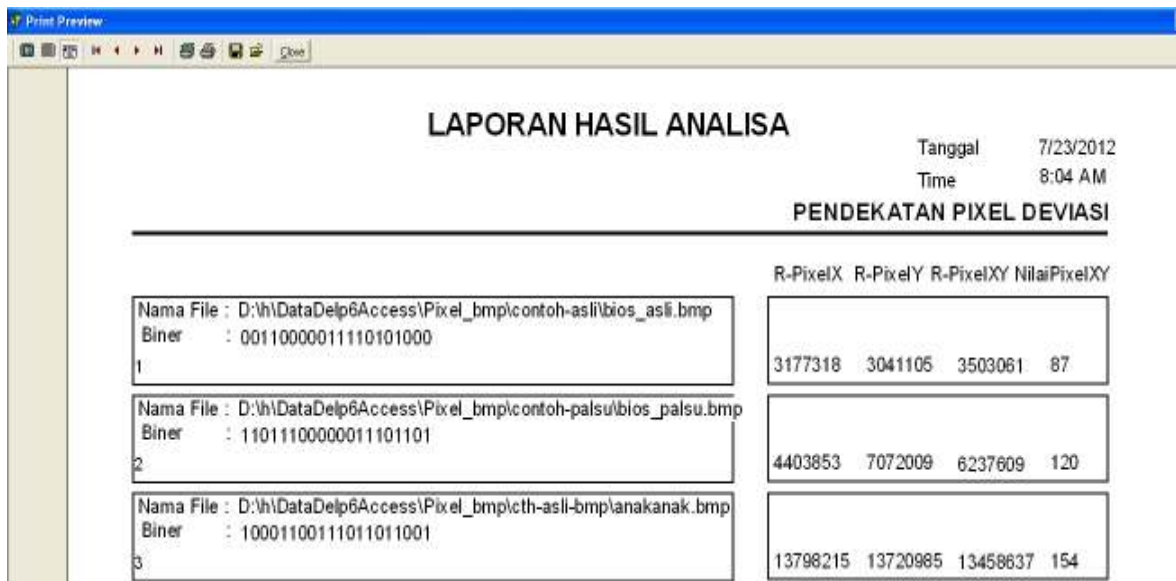 Print Preview
Close
LAPORAN HASIL ANALISA
Tanggal 7/23/2012
Time 8:04 AM
PENDEKATAN PIXEL DEVIASI
R-PixelX R-PixelY R-PixelXY NilaiPixelXY
Nama File : D:\h\DataDelp6Access\Pixel_bmp\contoh-asli\bios_asli.bmp
Biner : 00110000011110101000
1 3177318 3041105 3503061 87
Nama File : D:\h\DataDelp6Access\Pixel_bmp\contoh-palsu\bios_palsu.bmp
Biner : 11011100000011101101
2 4403853 7072009 6237609 120
Nama File : D:\h\DataDelp6Access\Pixel_bmp\cth-asli-bmp\anakanak.bmp
Biner : 10001100111011011001
3 13798215 13720985 13458637 154